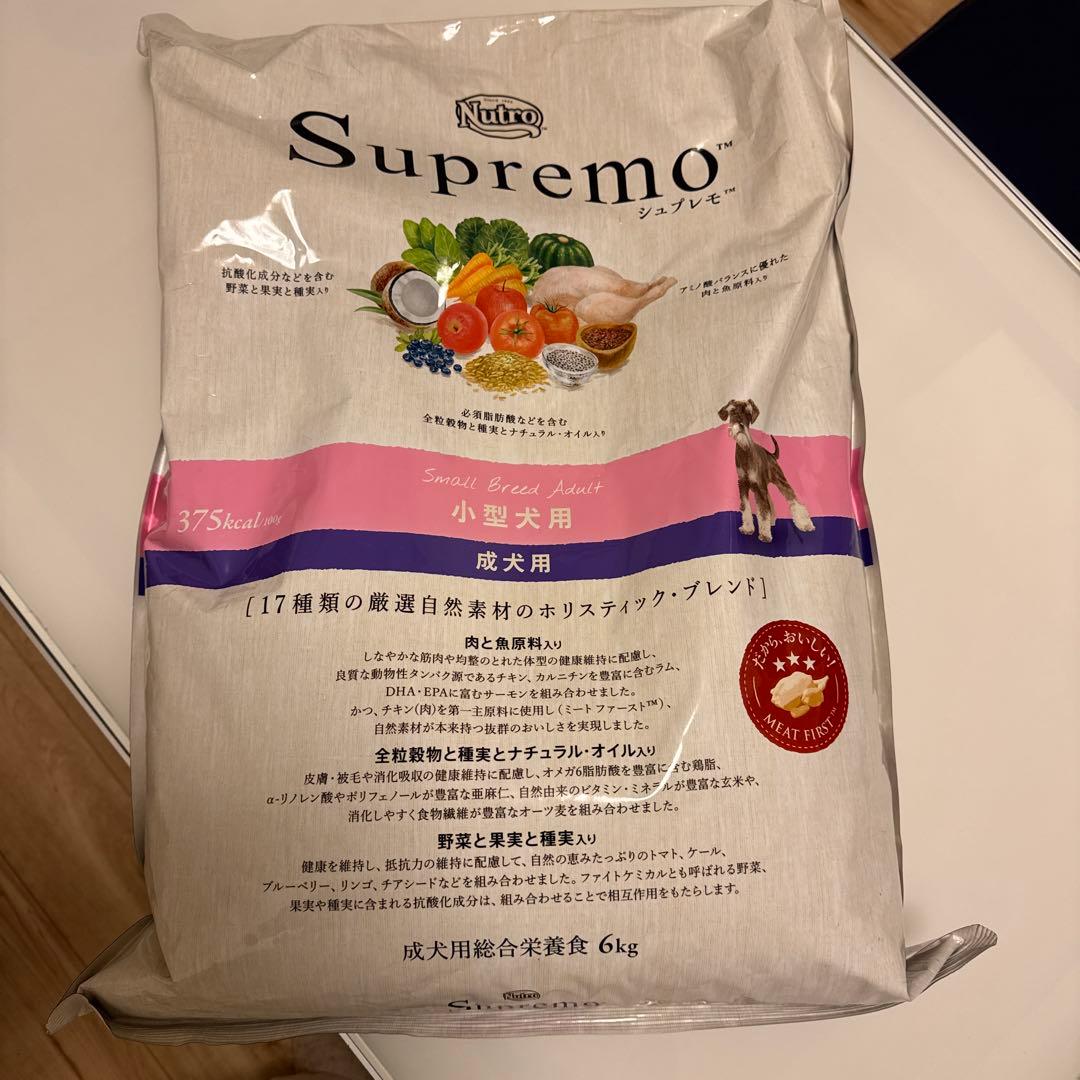 SINCE 1926
Nutro™
Supremo™
シュプレモ™
抗酸化成分などを含む
野菜と果実と種実入り
アミノ酸バランスに優れた
肉と魚原料入り
必須脂肪酸などを含む
全粒穀物と種実とナチュラル・オイル入り
Small Breed Adult
375kcal/100g
小型犬用
成犬用
[17種類の厳選自然素材のホリスティック・ブレンド]
肉と魚原料入り
しなやかな筋肉や均整のとれた体型の健康維持に配慮し、
良質な動物性タンパク源であるチキン、カルニチンを豊富に含むラム、
DHA・EPAに富むサーモンを組み合わせました。
かつ、チキン(肉)を第一主原料に使用し(ミート ファースト™)、
自然素材が本来持つ抜群のおいしさを実現しました。
だから、おいしい!
MEAT FIRST™
全粒穀物と種実とナチュラル・オイル入り
皮膚・被毛や消化吸収の健康維持に配慮し、オメガ6脂肪酸を豊富に含む鶏脂、
α-リノレン酸やポリフェノールが豊富な亜麻仁、自然由来のビタミン・ミネラルが豊富な玄米や、
消化しやすく食物繊維が豊富なオーツ麦を組み合わせました。
野菜と果実と種実入り
健康を維持し、抵抗力の維持に配慮して、自然の恵みたっぷりのトマト、ケール、
ブルーベリー、リンゴ、チアシードなどを組み合わせました。ファイトケミカルとも呼ばれる野菜、
果実や種実に含まれる抗酸化成分は、組み合わせることで相互作用をもたらします。
成犬用総合栄養食 6kg
Nutro
Supremo